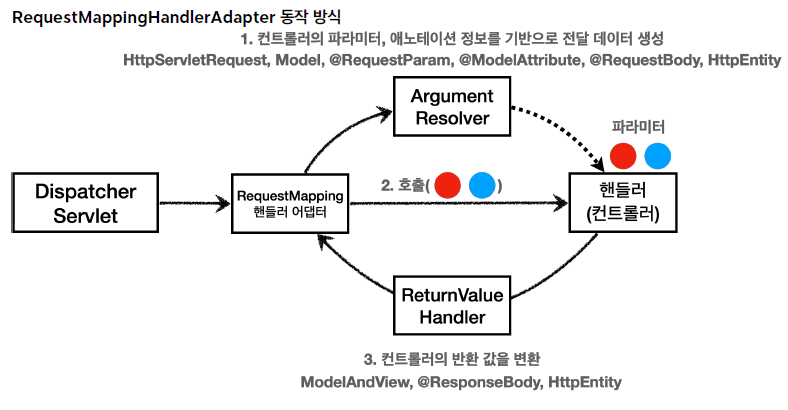 RequestMappingHandlerAdapter 동작 방식
1. 컨트롤러의 파라미터, 애노테이션 정보를 기반으로 전달 데이터 생성
HttpServletRequest, Model, @RequestParam, @ModelAttribute, @RequestBody, HttpEntity
Argument
Resolver
파라미터
Dispatcher
Servlet
RequestMapping
핸들러 어댑터
2. 호출( )
핸들러
(컨트롤러)
ReturnValue
Handler
3. 컨트롤러의 반환 값을 변환
ModelAndView, @ResponseBody, HttpEntity